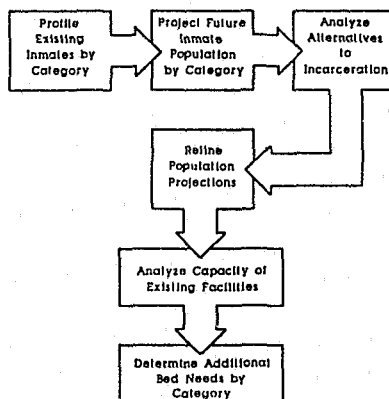 Profile
Existing
Inmates by
Category
Project Future
Inmate
Population
by Category
Analyze
Alternatives
to
Incarceration
Refine
Population
Projections
Analyze Capacity of
Existing Facilities
Determine Additional
Bed Needs by
Category